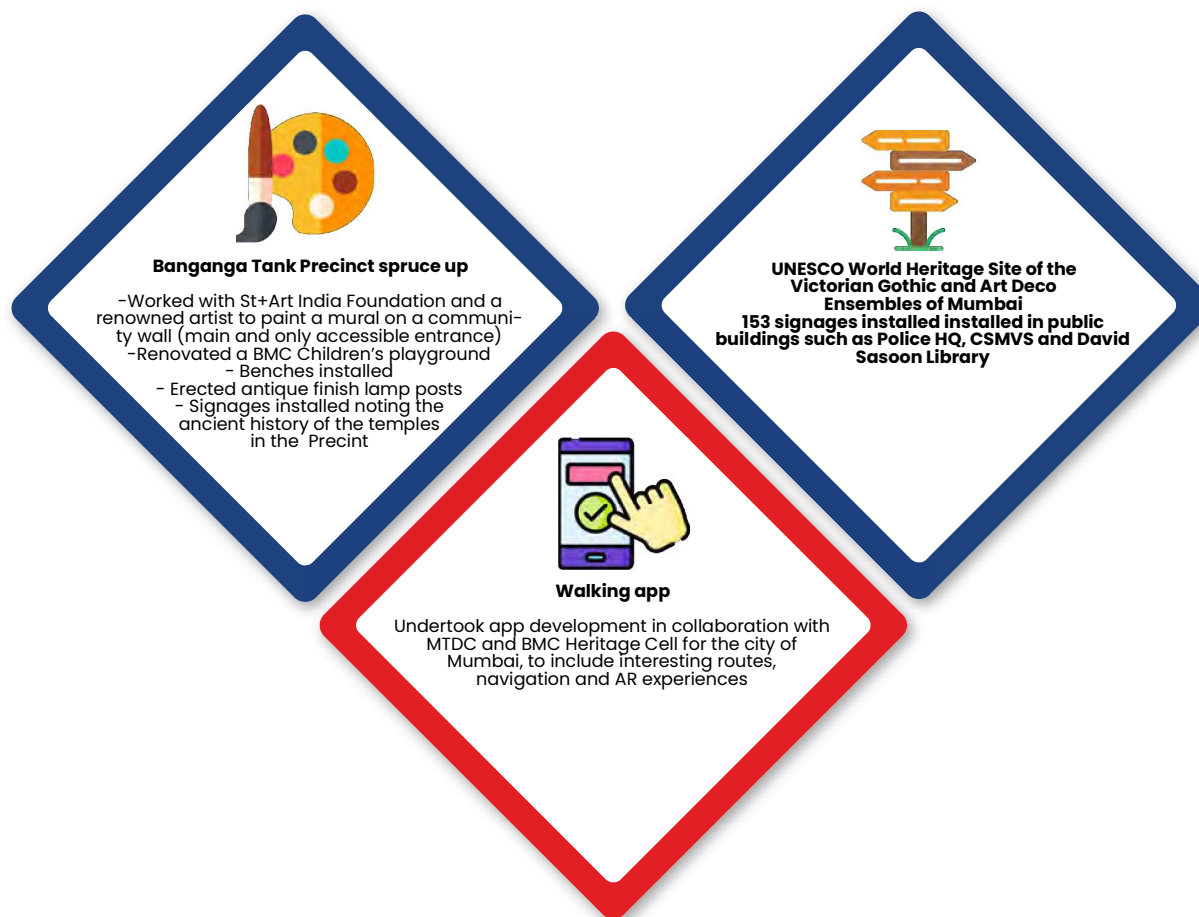 Banganga Tank Precinct spruce up
-Worked with St+Art India Foundation and a
renowned artist to paint a mural on a communi-
ty wall (main and only accessible entrance)
-Renovated a BMC Children’s playground
- Benches installed
- Erected antique finish lamp posts
- Signages installed noting the
ancient history of the temples
in the Precint
UNESCO World Heritage Site of the
Victorian Gothic and Art Deco
Ensembles of Mumbai
153 signages installed installed in public
buildings such as Police HQ, CSMVS and David
Sasoon Library
Walking app
Undertook app development in collaboration with
MTDC and BMC Heritage Cell for the city of
Mumbai, to include interesting routes,
navigation and AR experiences